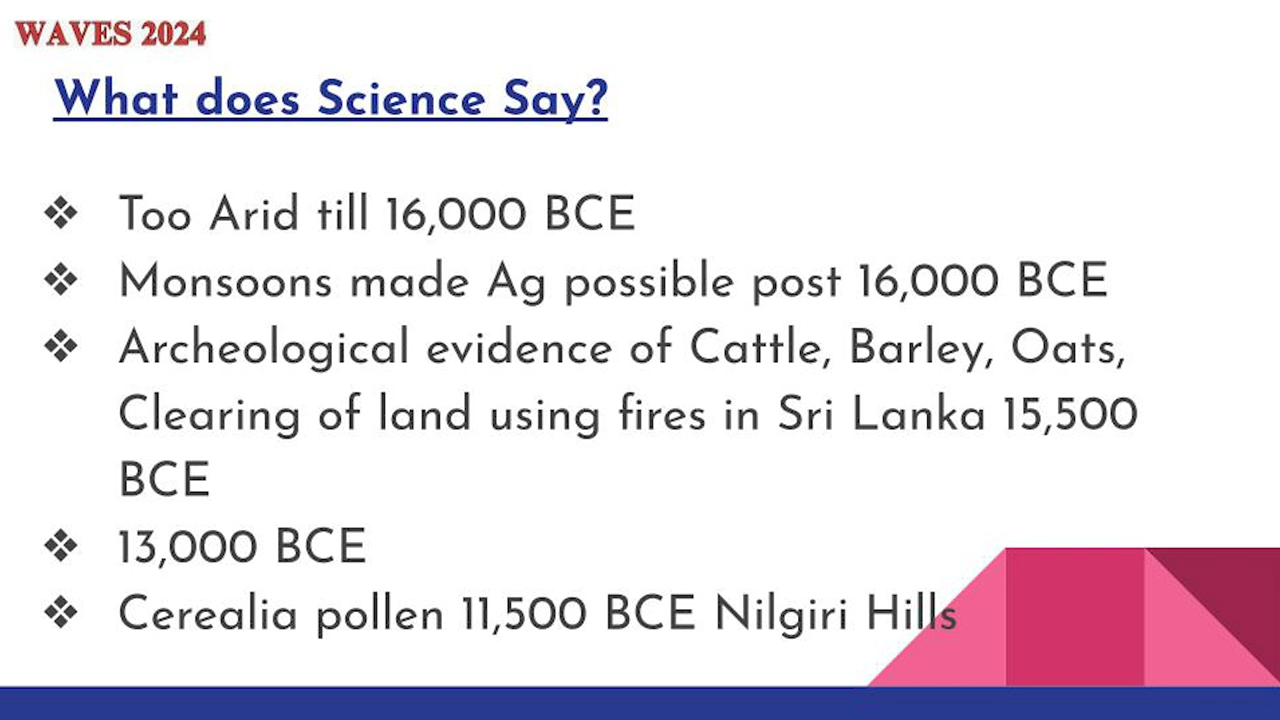 WAVES 2024
What does Science Say?
❖ Too Arid till 16,000 BCE
❖ Monsoons made Ag possible post 16,000 BCE
❖ Archeological evidence of Cattle, Barley, Oats,
Clearing of land using fires in Sri Lanka 15,500
BCE
❖ 13,000 BCE
❖ Cerealia pollen 11,500 BCE Nilgiri Hills